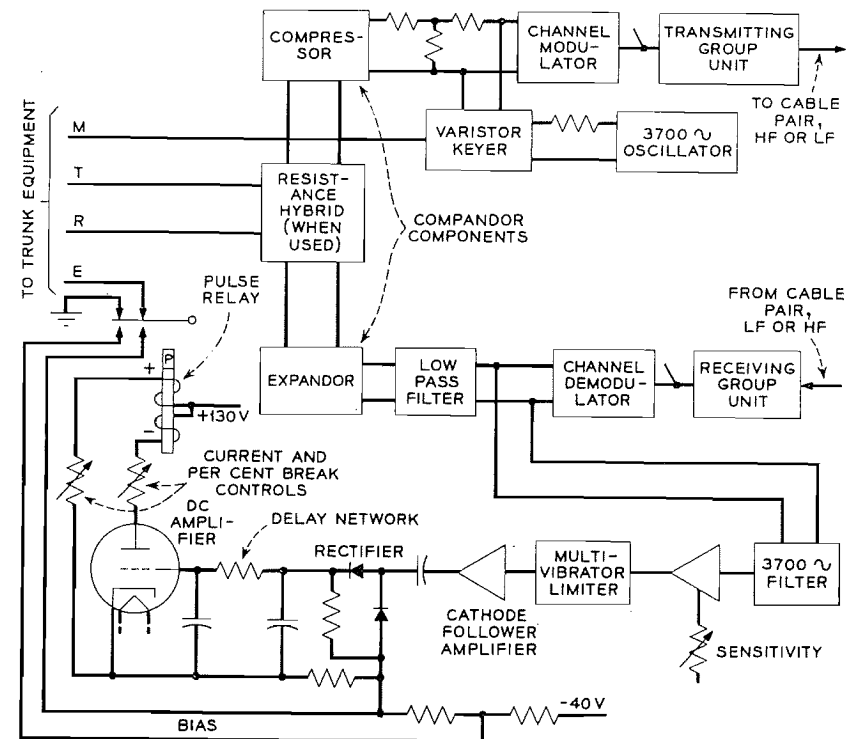 COMPRES-
SOR
CHANNEL
MODU-
LATOR
TRANSMITTING
GROUP
UNIT
TO CABLE
PAIR,
HF OR LF
VARISTOR
KEYER
3700 ~
OSCILLATOR
TO TRUNK EQUIPMENT
M
T
R
E
RESIST-
ANCE
HYBRID
(WHEN
USED)
COMPANDOR
COMPONENTS
PULSE
RELAY
FROM CABLE
PAIR,
LF OR HF
EXPANDOR
LOW
PASS
FILTER
CHANNEL
DEMODU-
LATOR
RECEIVING
GROUP
UNIT
P
+
+130 V
−
CURRENT AND
PER CENT BREAK
CONTROLS
DC
AMPLI-
FIER
DELAY NETWORK
RECTIFIER
MULTI-
VIBRATOR
LIMITER
3700 ~
FILTER
CATHODE
FOLLOWER
AMPLIFIER
SENSITIVITY
BIAS
-40 V